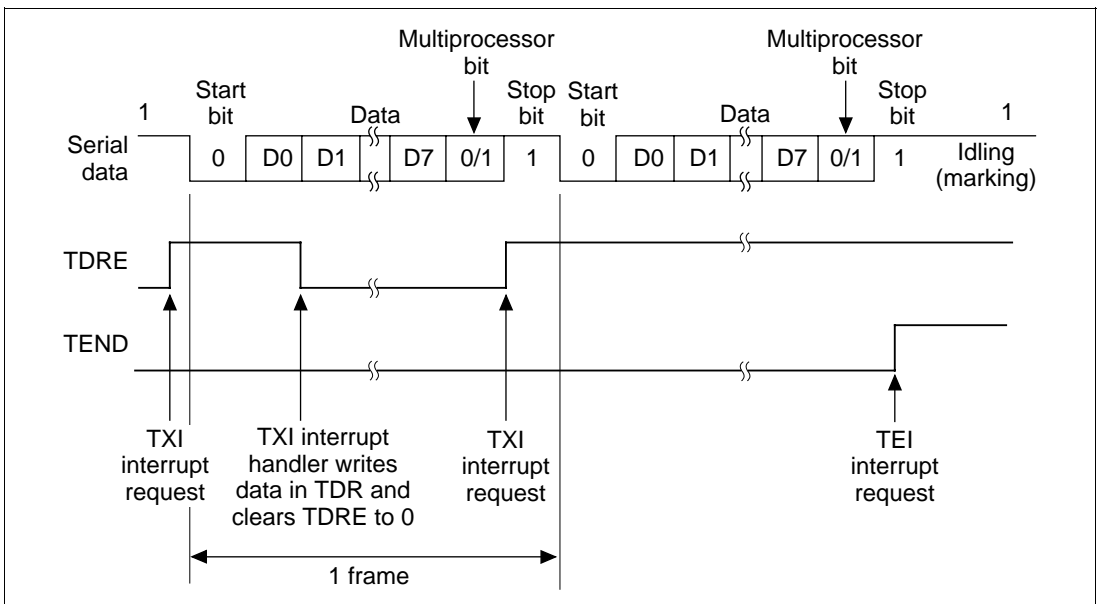 Multiprocessor bit
Multiprocessor bit
1
Start bit
Data
Stop bit
Start bit
Data
Stop bit
1
Serial data
0
D0
D1
D7
0/1
1
0
D0
D1
D7
0/1
1
Idling (marking)
TDRE
TEND
TXI
interrupt
request
TXI interrupt
handler writes
data in TDR and
clears TDRE to 0
TXI
interrupt
request
TEI
interrupt
request
1 frame